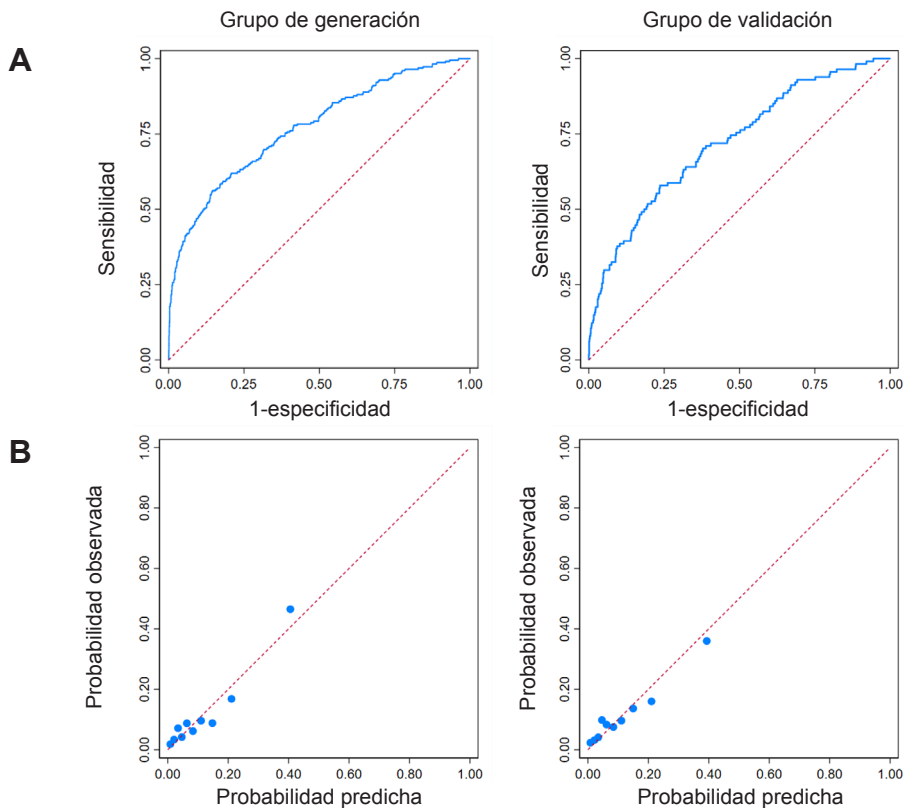 Grupo de generación
Grupo de validación
A
1.00
0.75
0.50
0.25
0.00
Sensibilidad
0.00 0.25 0.50 0.75 1.00
1-especificidad
1.00
0.75
0.50
0.25
0.00
Sensibilidad
0.00 0.25 0.50 0.75 1.00
1-especificidad
B
1.00
0.80
0.60
0.40
0.20
0.00
Probabilidad observada
0.00 0.20 0.40 0.60 0.80 1.00
Probabilidad predicha
1.00
0.80
0.60
0.40
0.20
0.00
Probabilidad observada
0.00 0.20 0.40 0.60 0.80 1.00
Probabilidad predicha